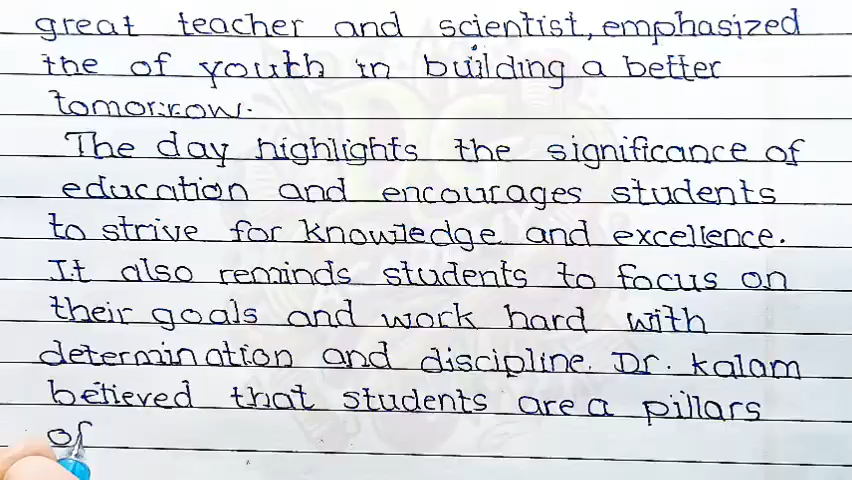 great teacher and scientist, emphasized
the of youth in building a better
tomorrow.
The day highlights the significance of
education and encourages students
to strive for knowledge and excellence.
It also reminds students to focus on
their goals and work hard with
determination and discipline. Dr. Kalam
believed that students are a pillars
of